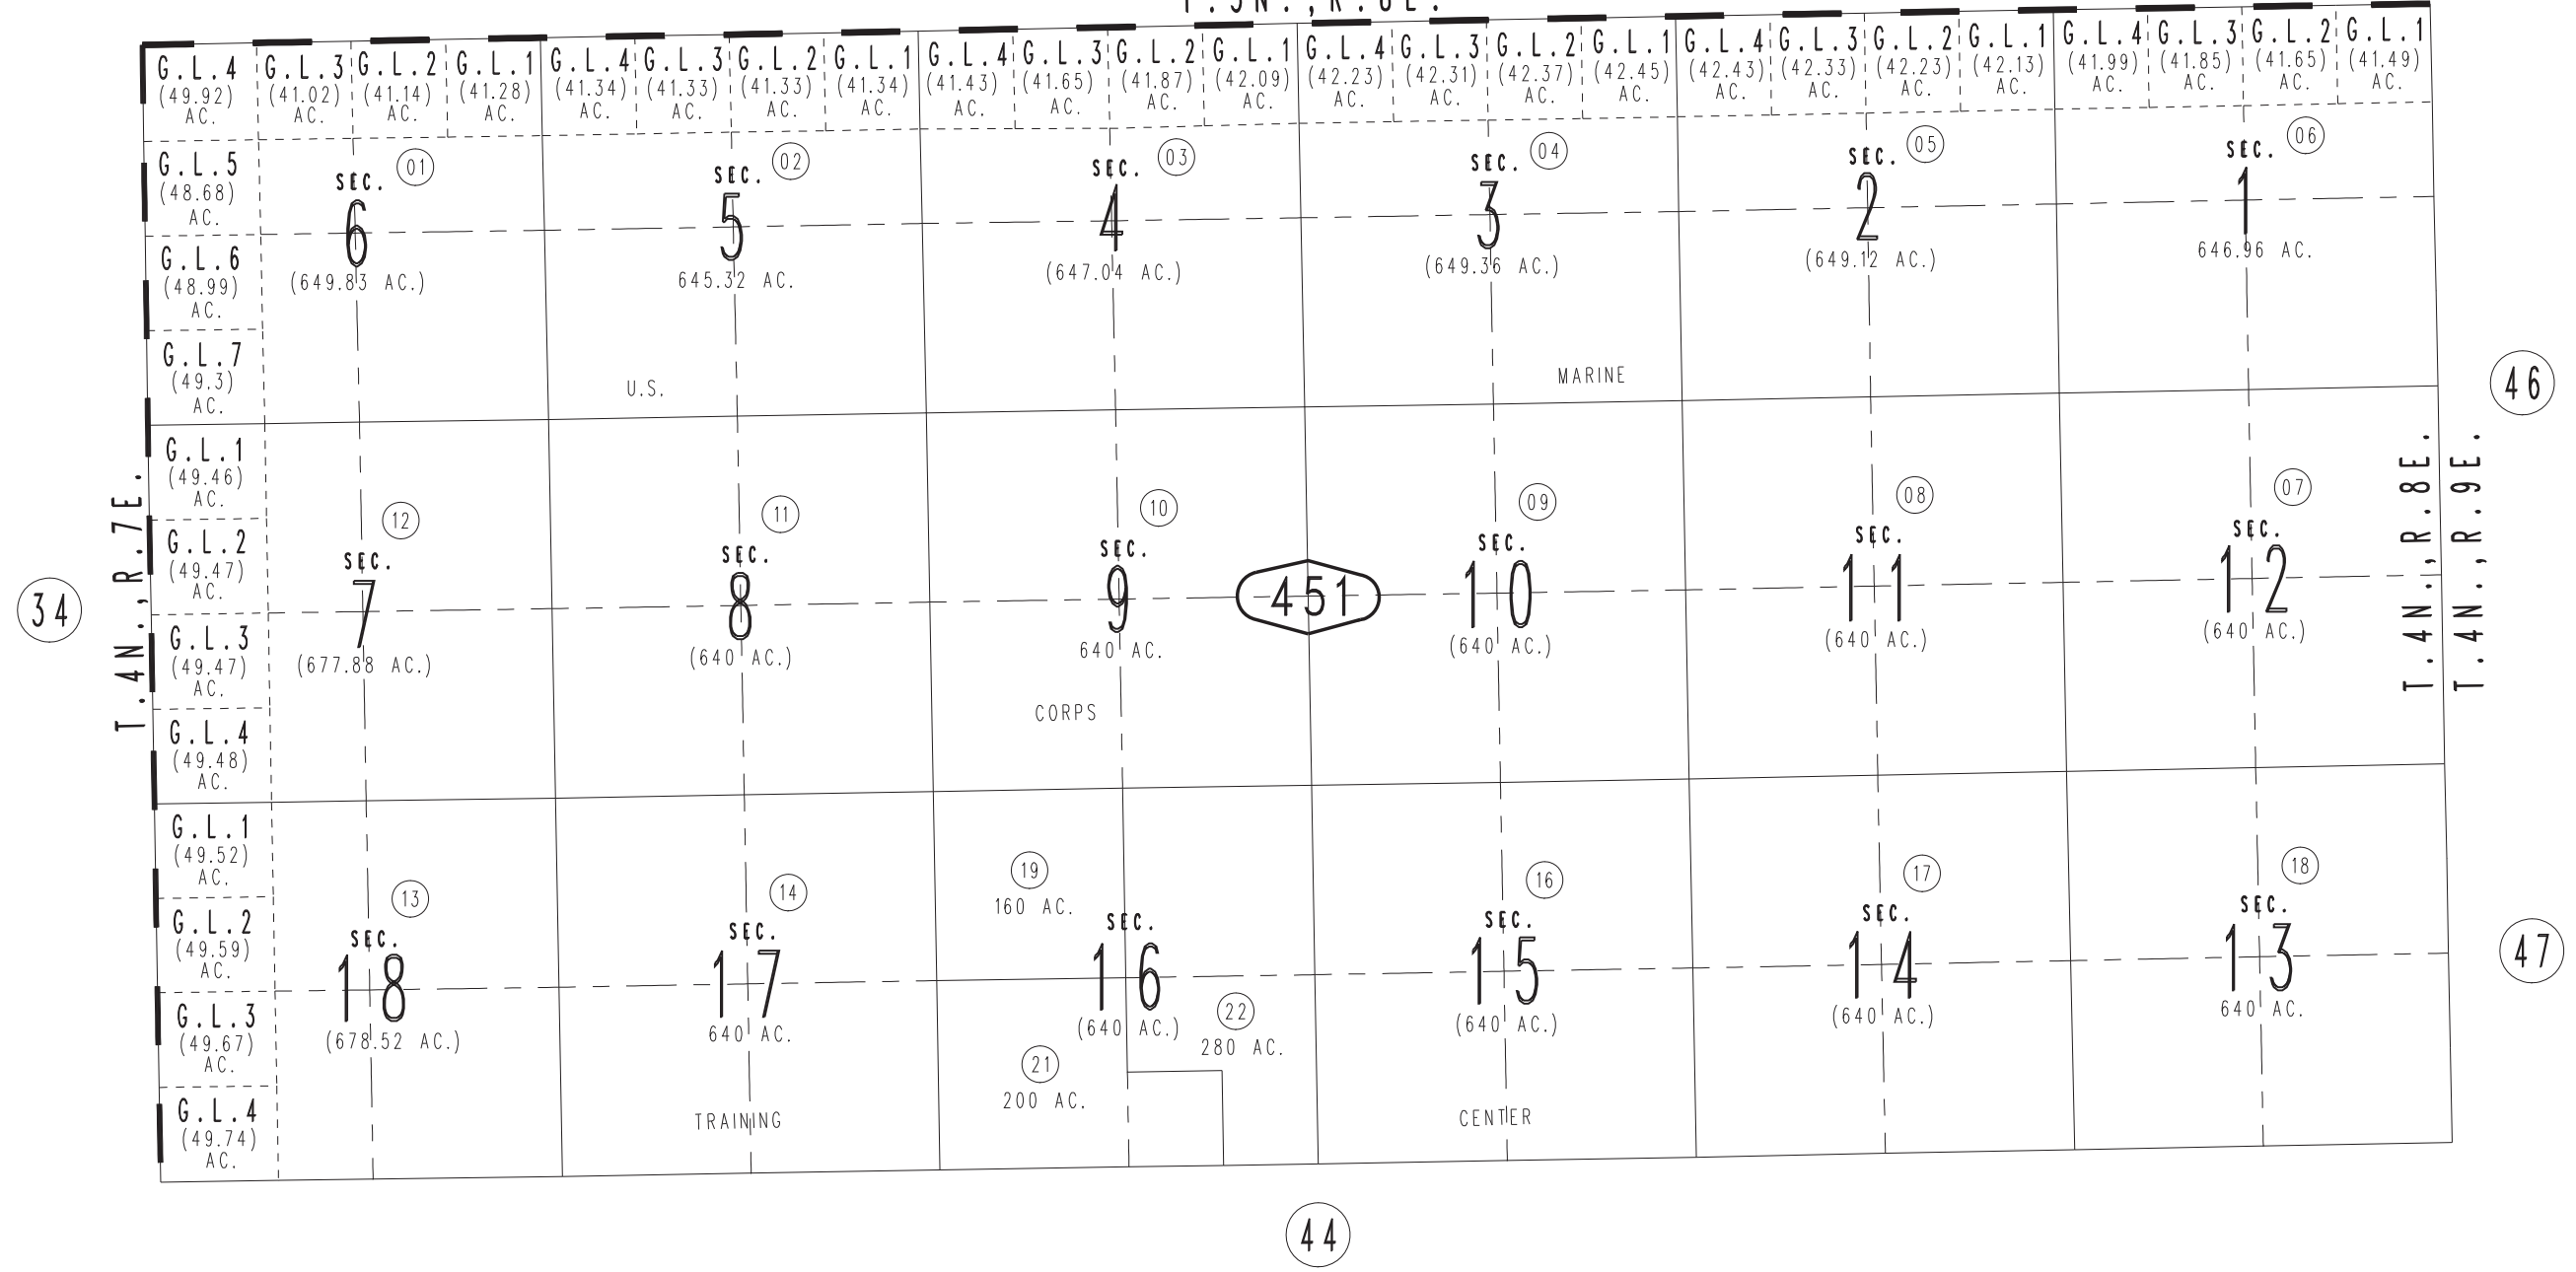 G.L.4 G.L.3 G.L.2 G.L.1 G.L.4 G.L.3 G.L.2 G.L.1 G.L.4 G.L.3 G.L.2 G.L.1 G.L.4 G.L.3 G.L.2 G.L.1 G.L.4 G.L.3 G.L.2 G.L.1 G.L.4 G.L.3 G.L.2 G.L.1
(49.92) (41.02) (41.14) (41.28) (41.34) (41.33) (41.33) (41.34) (41.43) (41.65) (41.87) (42.09) (42.23) (42.31) (42.37) (42.45) (42.43) (42.33) (42.23) (42.13) (41.99) (41.85) (41.65) (41.49)
AC. AC. AC. AC. AC. AC. AC. AC. AC. AC. AC. AC. AC. AC. AC. AC. AC. AC. AC. AC. AC. AC. AC. AC.
G.L.5
(48.68)
AC.
01 02 03 04 05 06
SEC. SEC. SEC. SEC. SEC. SEC.
6 5 4 3 2 1
(649.83 AC.) 645.32 AC. (647.04 AC.) (649.36 AC.) (649.12 AC.) 646.96 AC.
G.L.6
(48.99)
AC.
G.L.7
(49.3)
AC.
U.S. MARINE
46
G.L.1
(49.46)
AC.
T.4N.,R.7E.
T.4N.,R.8E.
T.4N.,R.9E.
12 11 10 09 08 07
SEC. SEC. SEC. SEC. SEC. SEC.
G.L.2
(49.47)
AC.
34
7 8 9 451 10 11 12
(677.88 AC.) (640 AC.) 640 AC. (640 AC.) (640 AC.) (640 AC.)
G.L.3
(49.47)
AC.
CORPS
G.L.4
(49.48)
AC.
G.L.1
(49.52)
AC.
19
160 AC.
13 14 16 17 18
SEC. SEC. SEC. SEC. SEC. SEC.
G.L.2
(49.59)
AC.
18 17 16 15 14 13
47
(678.52 AC.) 640 AC. (640 AC.) (640 AC.) (640 AC.) 640 AC.
G.L.3
(49.67)
AC.
22
280 AC.
21
200 AC.
G.L.4
(49.74)
AC.
TRAINING CENTER
44